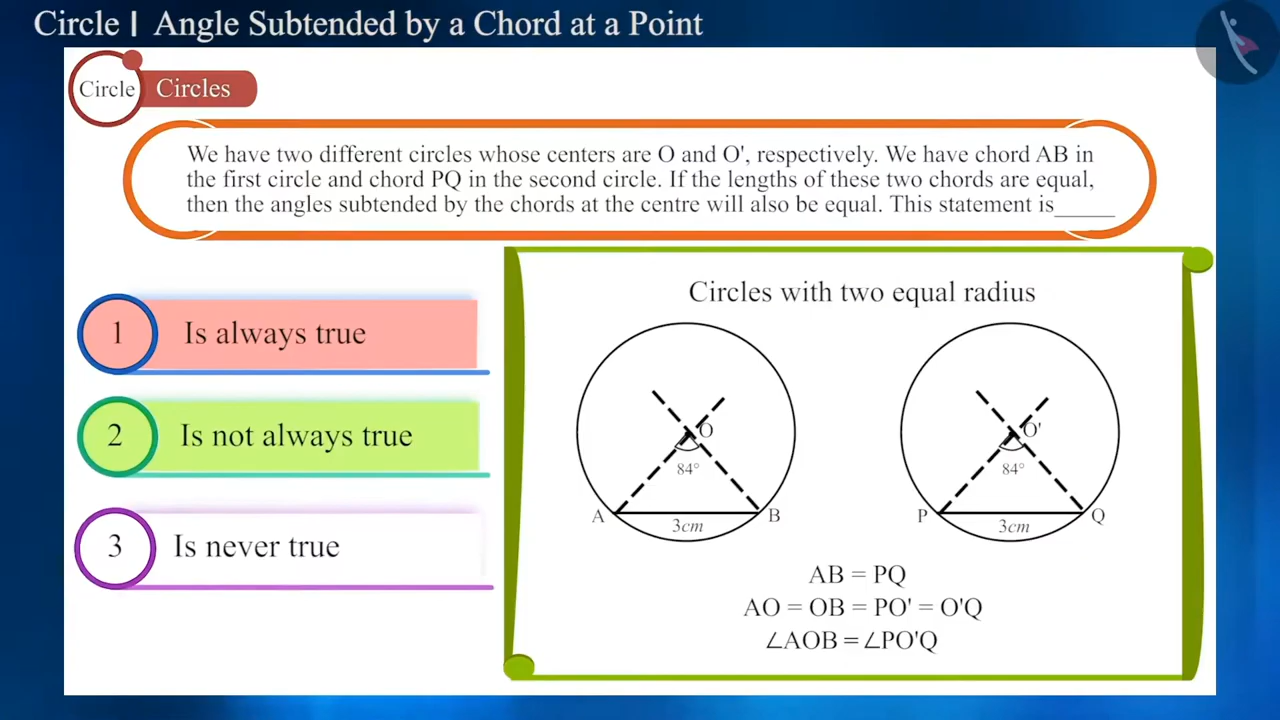 Circle | Angle Subtended by a Chord at a Point
Circle Circles
We have two different circles whose centers are O and O', respectively. We have chord AB in
the first circle and chord PQ in the second circle. If the lengths of these two chords are equal,
then the angles subtended by the chords at the centre will also be equal. This statement is_____
1 Is always true
2 Is not always true
3 Is never true
Circles with two equal radius
O
84°
A
B
3cm
O'
84°
P
Q
3cm
AB = PQ
AO = OB = PO' = O'Q
∠AOB = ∠PO'Q